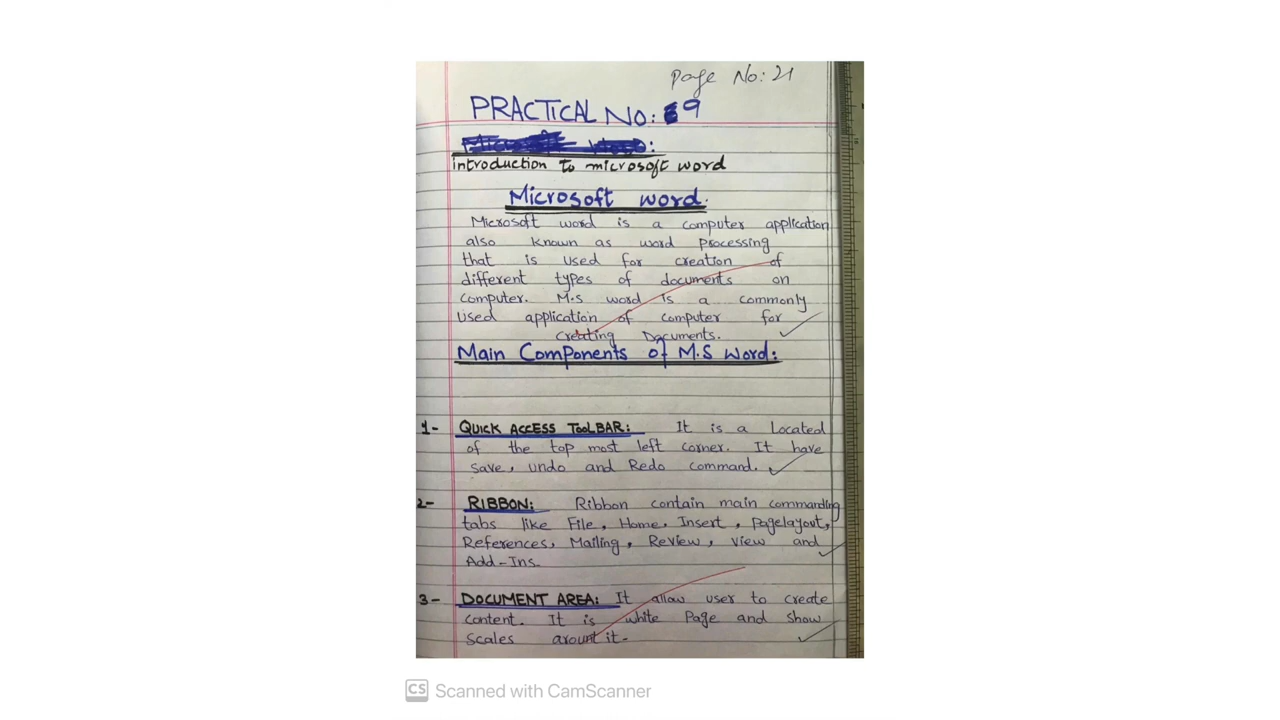 Page No: 21
PRACTICAL No: 9
introduction to microsoft word
Microsoft word.
Microsoft word is a computer application
also known as word processing
that is used for creation of
different types of documents on
computer. M.s word is a commonly
used application of computer for
creating Documents.
Main Components of M.S Word:
1- QUICK ACCESS TooLBAR: It is a Located
of the top most left corner. It have
save, undo and Redo command.
2- RIBBON: Ribbon contain main commanding
tabs like File, Home, Insert, Pagelayout,
References, Mailing, Review, view and
Add-Ins.
3- DOCUMENT AREA: It allow user to create
content. It is white Page and show
scales arount it-
CS Scanned with CamScanner